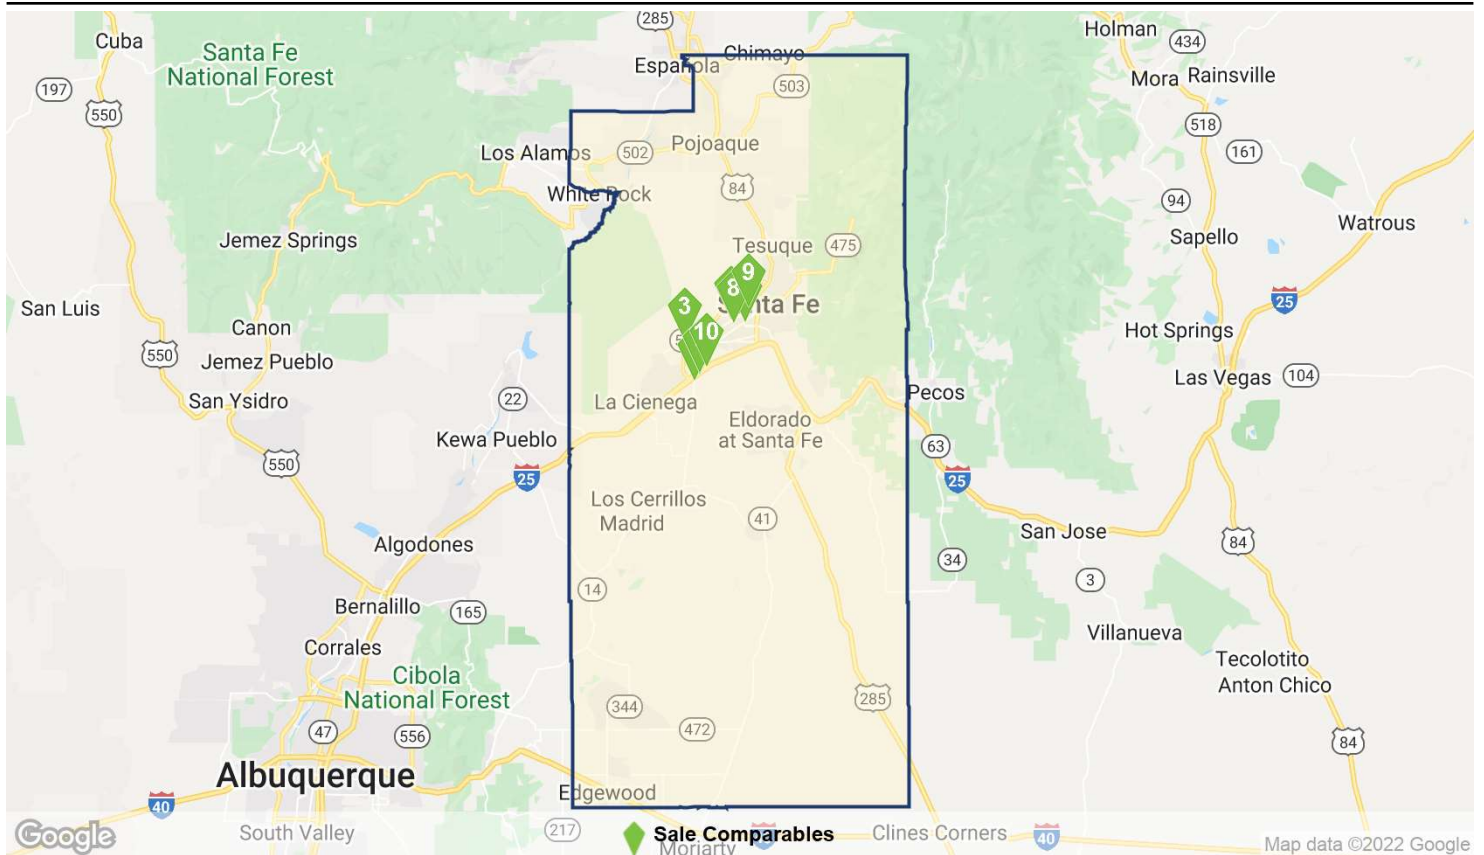 285
Holman
Cuba
Santa Fe
National Forest
Chimayo
434
Española
Mora
Rainsville
197
503
550
518
Los Alamos
502
Pojoaque
161
White Rock
84
94
Watrous
Jemez Springs
Tesuque
475
Sapello
9
8
San Luis
3
Santa Fe
25
Canon
10
Hot Springs
550
Jemez Pueblo
Las Vegas
104
San Ysidro
22
La Cienega
Pecos
Eldorado
at Santa Fe
Kewa Pueblo
63
550
25
25
Los Cerrillos
Madrid
41
San Jose
84
Algodones
34
3
14
Bernalillo
165
Villanueva
Corrales
Tecolotito
Cibola
National Forest
Anton Chico
285
344
47
556
472
84
Albuquerque
Edgewood
40
Google
South Valley
217
Sale Comparables
Clines Corners
40
Moriarty
Map data ©2022 Google